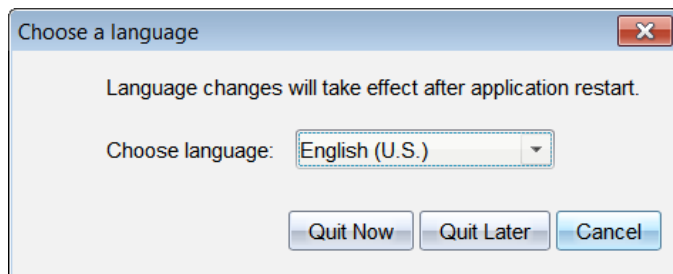 Choose a language
Language changes will take effect after application restart.
Choose language: English (U.S.)
Quit Now Quit Later Cancel